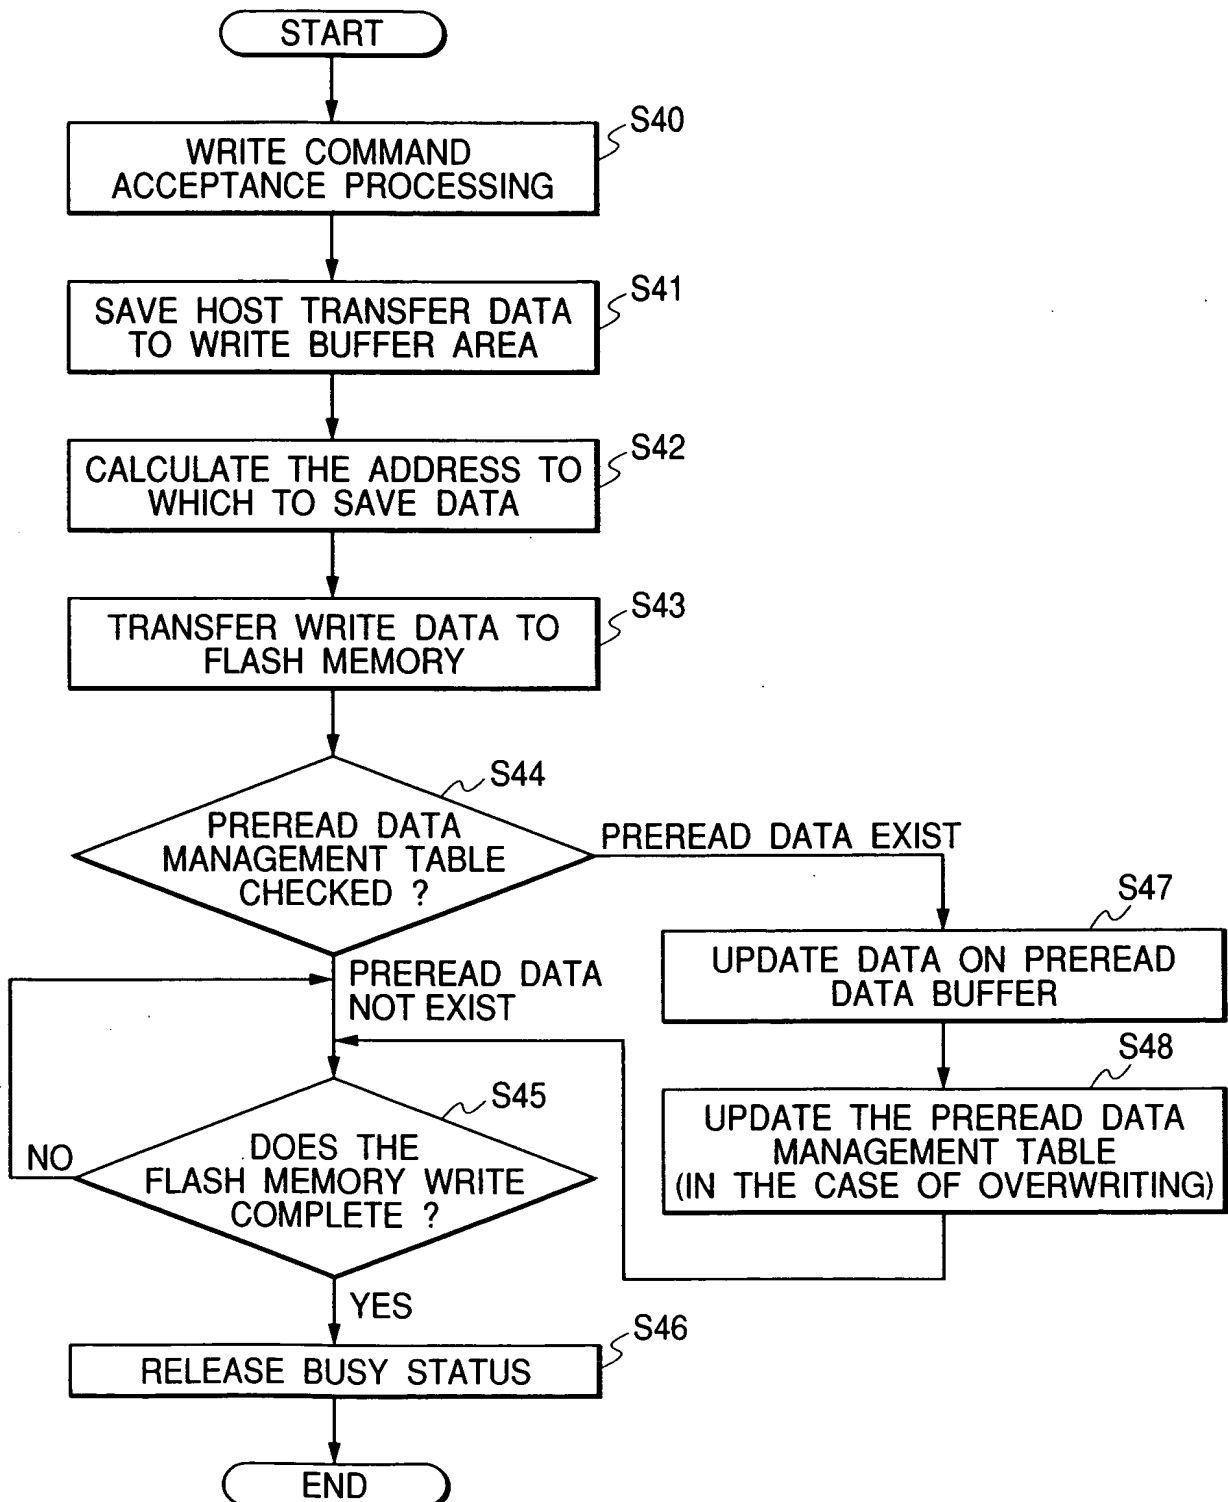 START
S40
WRITE COMMAND
ACCEPTANCE PROCESSING
S41
SAVE HOST TRANSFER DATA
TO WRITE BUFFER AREA
S42
CALCULATE THE ADDRESS TO
WHICH TO SAVE DATA
S43
TRANSFER WRITE DATA TO
FLASH MEMORY
S44
PREREAD DATA
MANAGEMENT TABLE
CHECKED ?
PREREAD DATA EXIST
S47
UPDATE DATA ON PREREAD
DATA BUFFER
PREREAD DATA
NOT EXIST
S48
UPDATE THE PREREAD DATA
MANAGEMENT TABLE
(IN THE CASE OF OVERWRITING)
S45
DOES THE
FLASH MEMORY WRITE
COMPLETE ?
NO
YES
S46
RELEASE BUSY STATUS
END